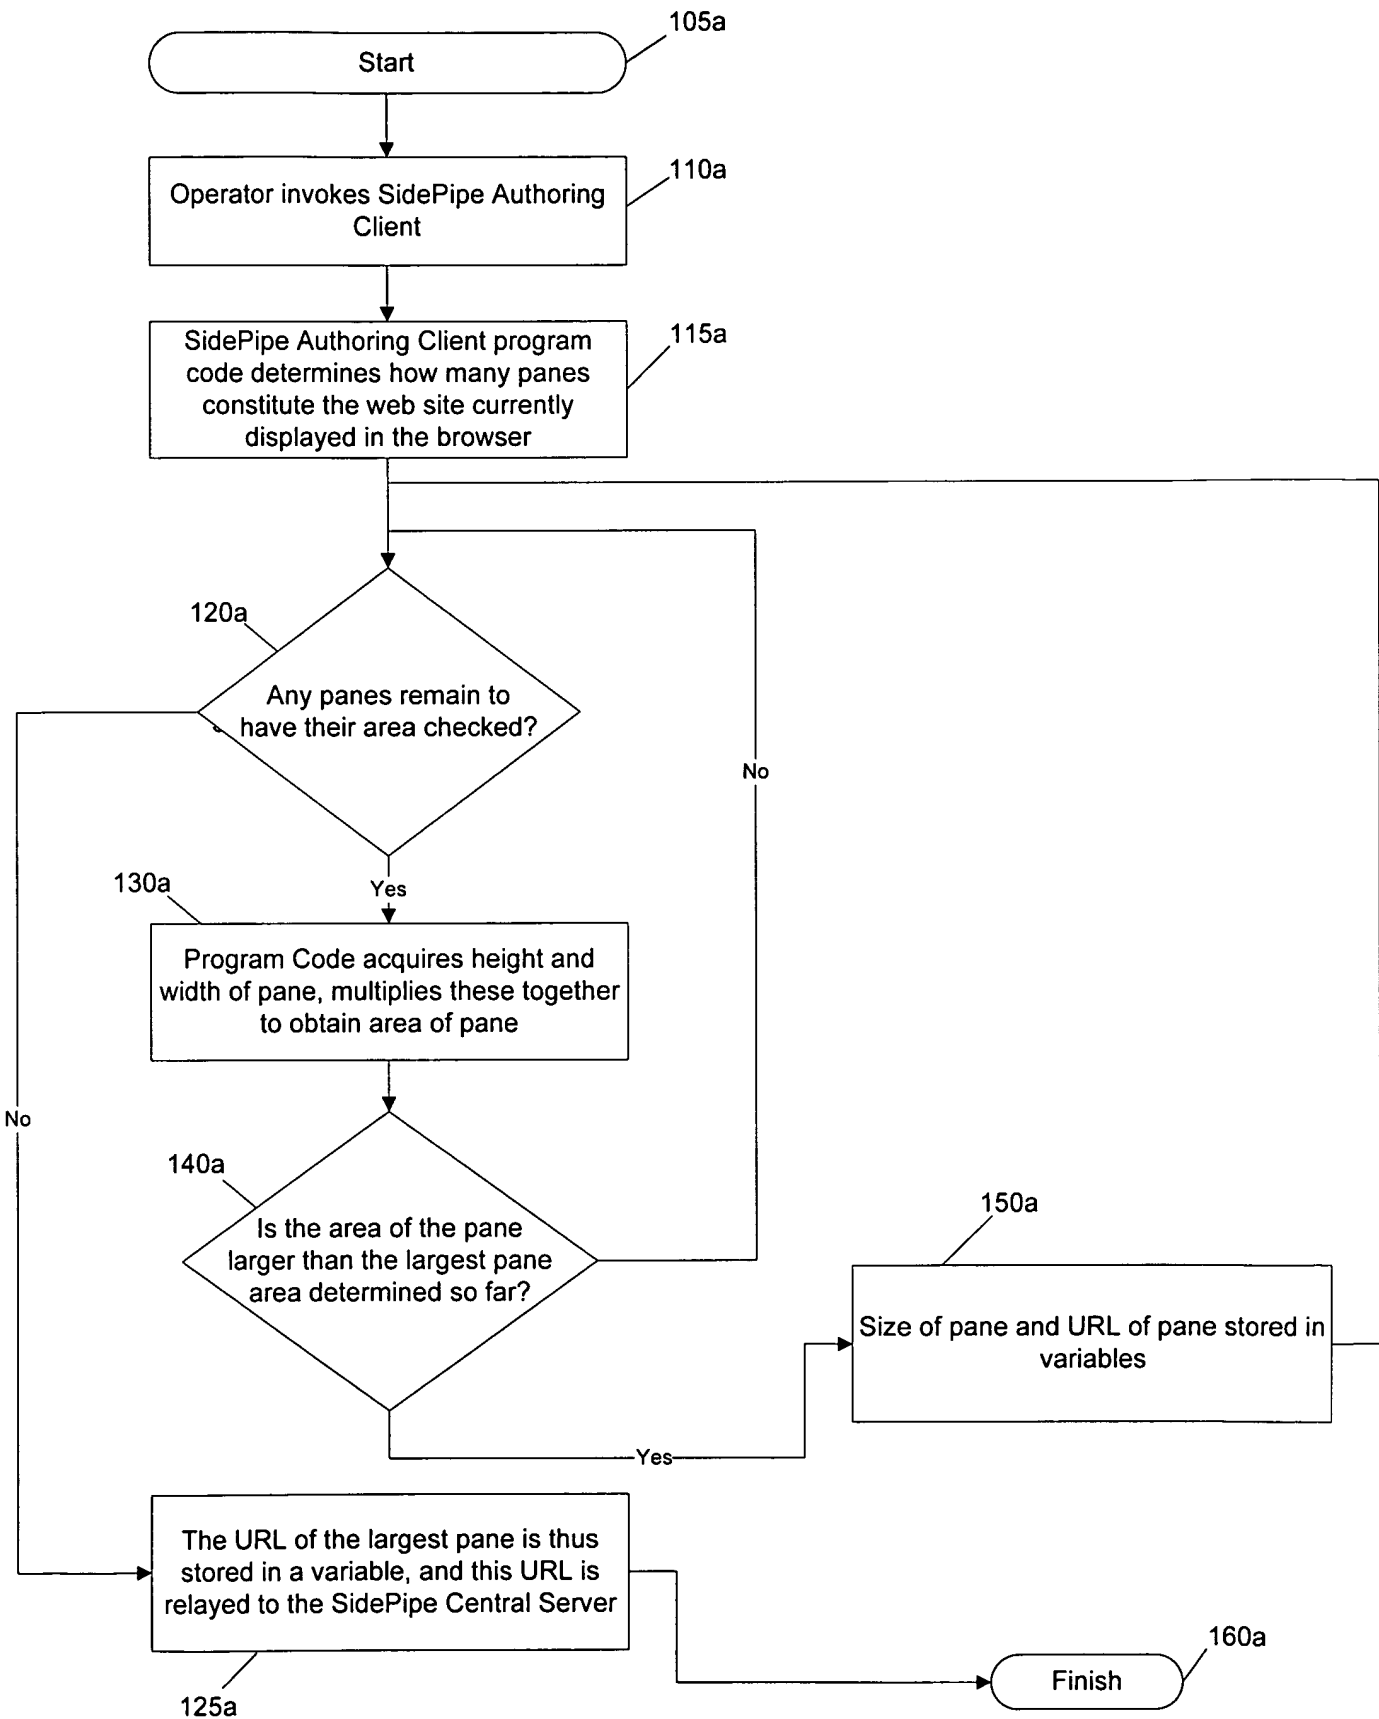 105a
Start
110a
Operator invokes SidePipe Authoring
Client
115a
SidePipe Authoring Client program
code determines how many panes
constitute the web site currently
displayed in the browser
120a
Any panes remain to
have their area checked?
No
Yes
130a
Program Code acquires height and
width of pane, multiplies these together
to obtain area of pane
No
140a
Is the area of the pane
larger than the largest pane
area determined so far?
150a
Size of pane and URL of pane stored in
variables
Yes
The URL of the largest pane is thus
stored in a variable, and this URL is
relayed to the SidePipe Central Server
125a
160a
Finish